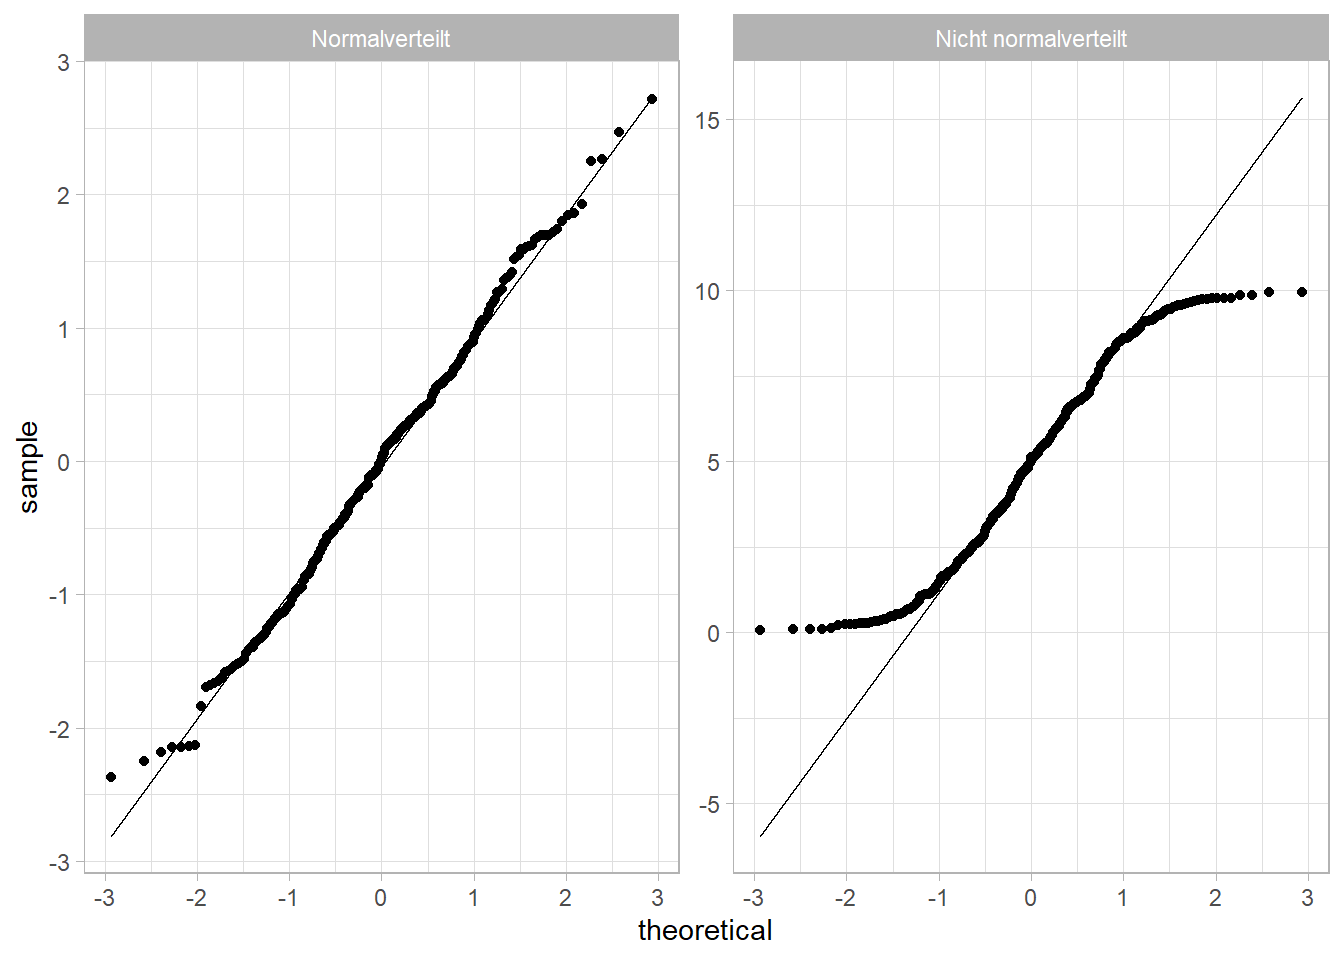 Normalverteilt
Nicht normalverteilt
sample
3
2
1
0
-1
-2
-3
15
10
5
0
-5
-3 -2 -1 0 1 2 3
-3 -2 -1 0 1 2 3
theoretical